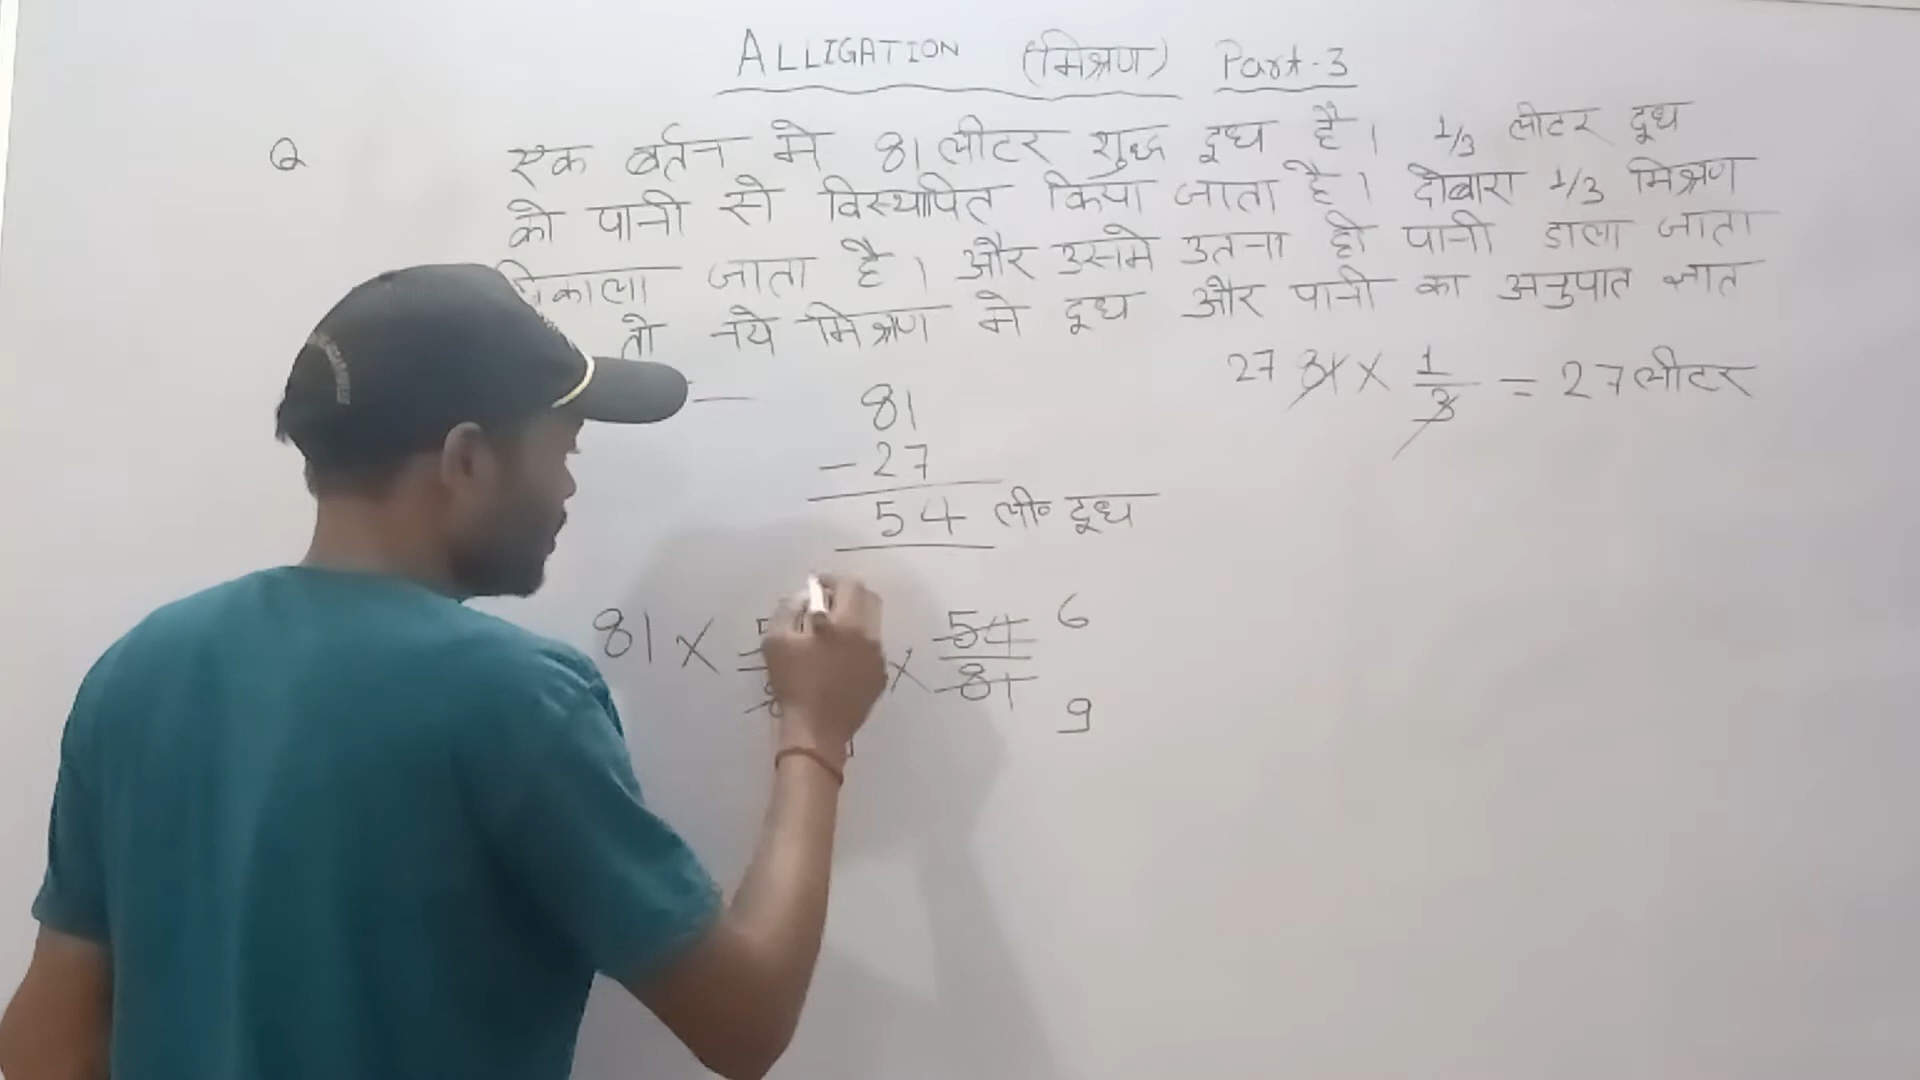 ALLIGATION (मिश्रण) Part-3
Q एक बर्तन मे 81 लीटर शुद्ध दूध है। 1/3 लीटर दूध
को पानी से विस्थापित किया जाता है। दोबारा 1/3 मिश्रण
निकाला जाता है। और उसमे उतना ही पानी डाला जाता
तो नये मिश्रण मे दूध और पानी का अनुपात ज्ञात
27 81 × 1/3 = 27 लीटर
81
- 27
54 ली॰ दूध
81 × × 54/81 6 9